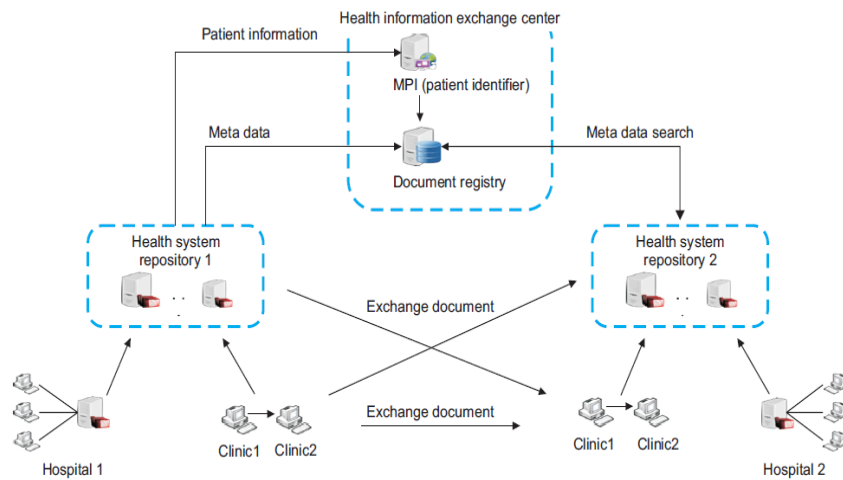 Health information exchange center
Patient information
MPI (patient identifier)
Meta data
Meta data search
Document registry
Health system
repository 1
Health system
repository 2
Exchange document
Exchange document
Clinic1
Clinic2
Clinic1
Clinic2
Hospital 1
Hospital 2